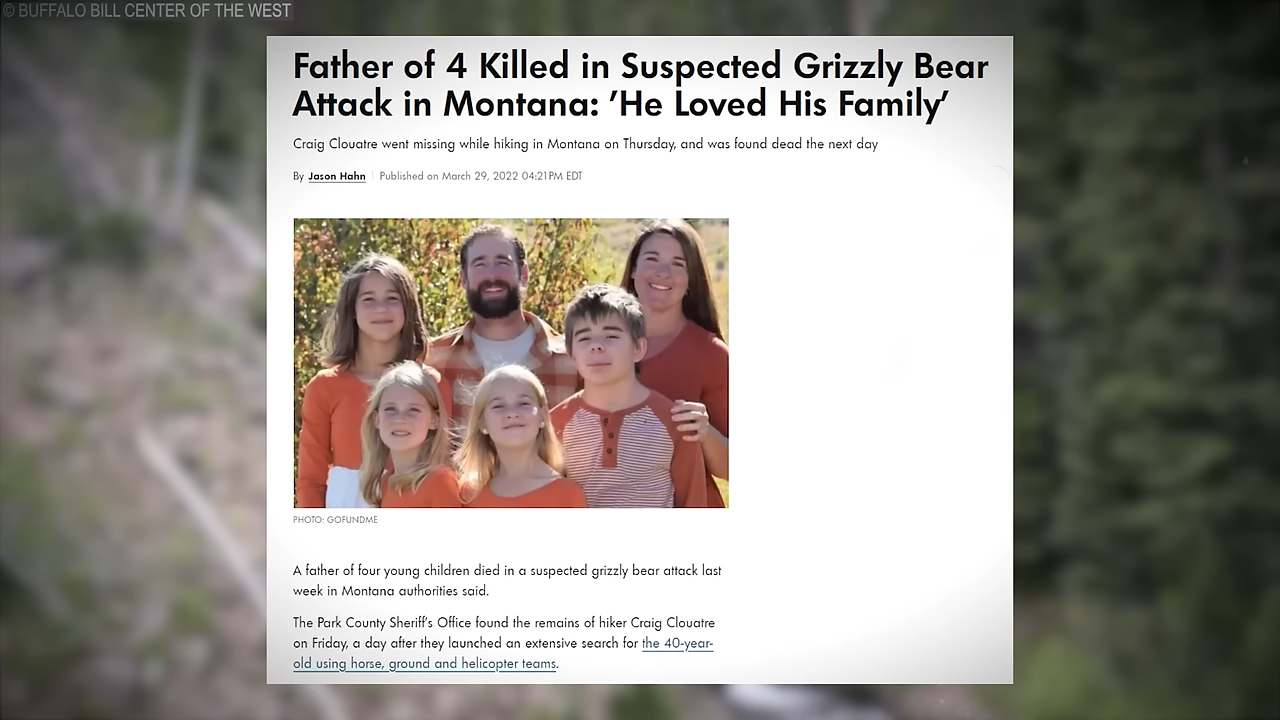 © BUFFALO BILL CENTER OF THE WEST
Father of 4 Killed in Suspected Grizzly Bear
Attack in Montana: 'He Loved His Family'
Craig Clouatre went missing while hiking in Montana on Thursday, and was found dead the next day
By Jason Hahn | Published on March 29, 2022 04:21PM EDT
PHOTO: GOFUNDME
A father of four young children died in a suspected grizzly bear attack last
week in Montana authorities said.
The Park County Sheriff's Office found the remains of hiker Craig Clouatre
on Friday, a day after they launched an extensive search for the 40-year-
old using horse, ground and helicopter teams.